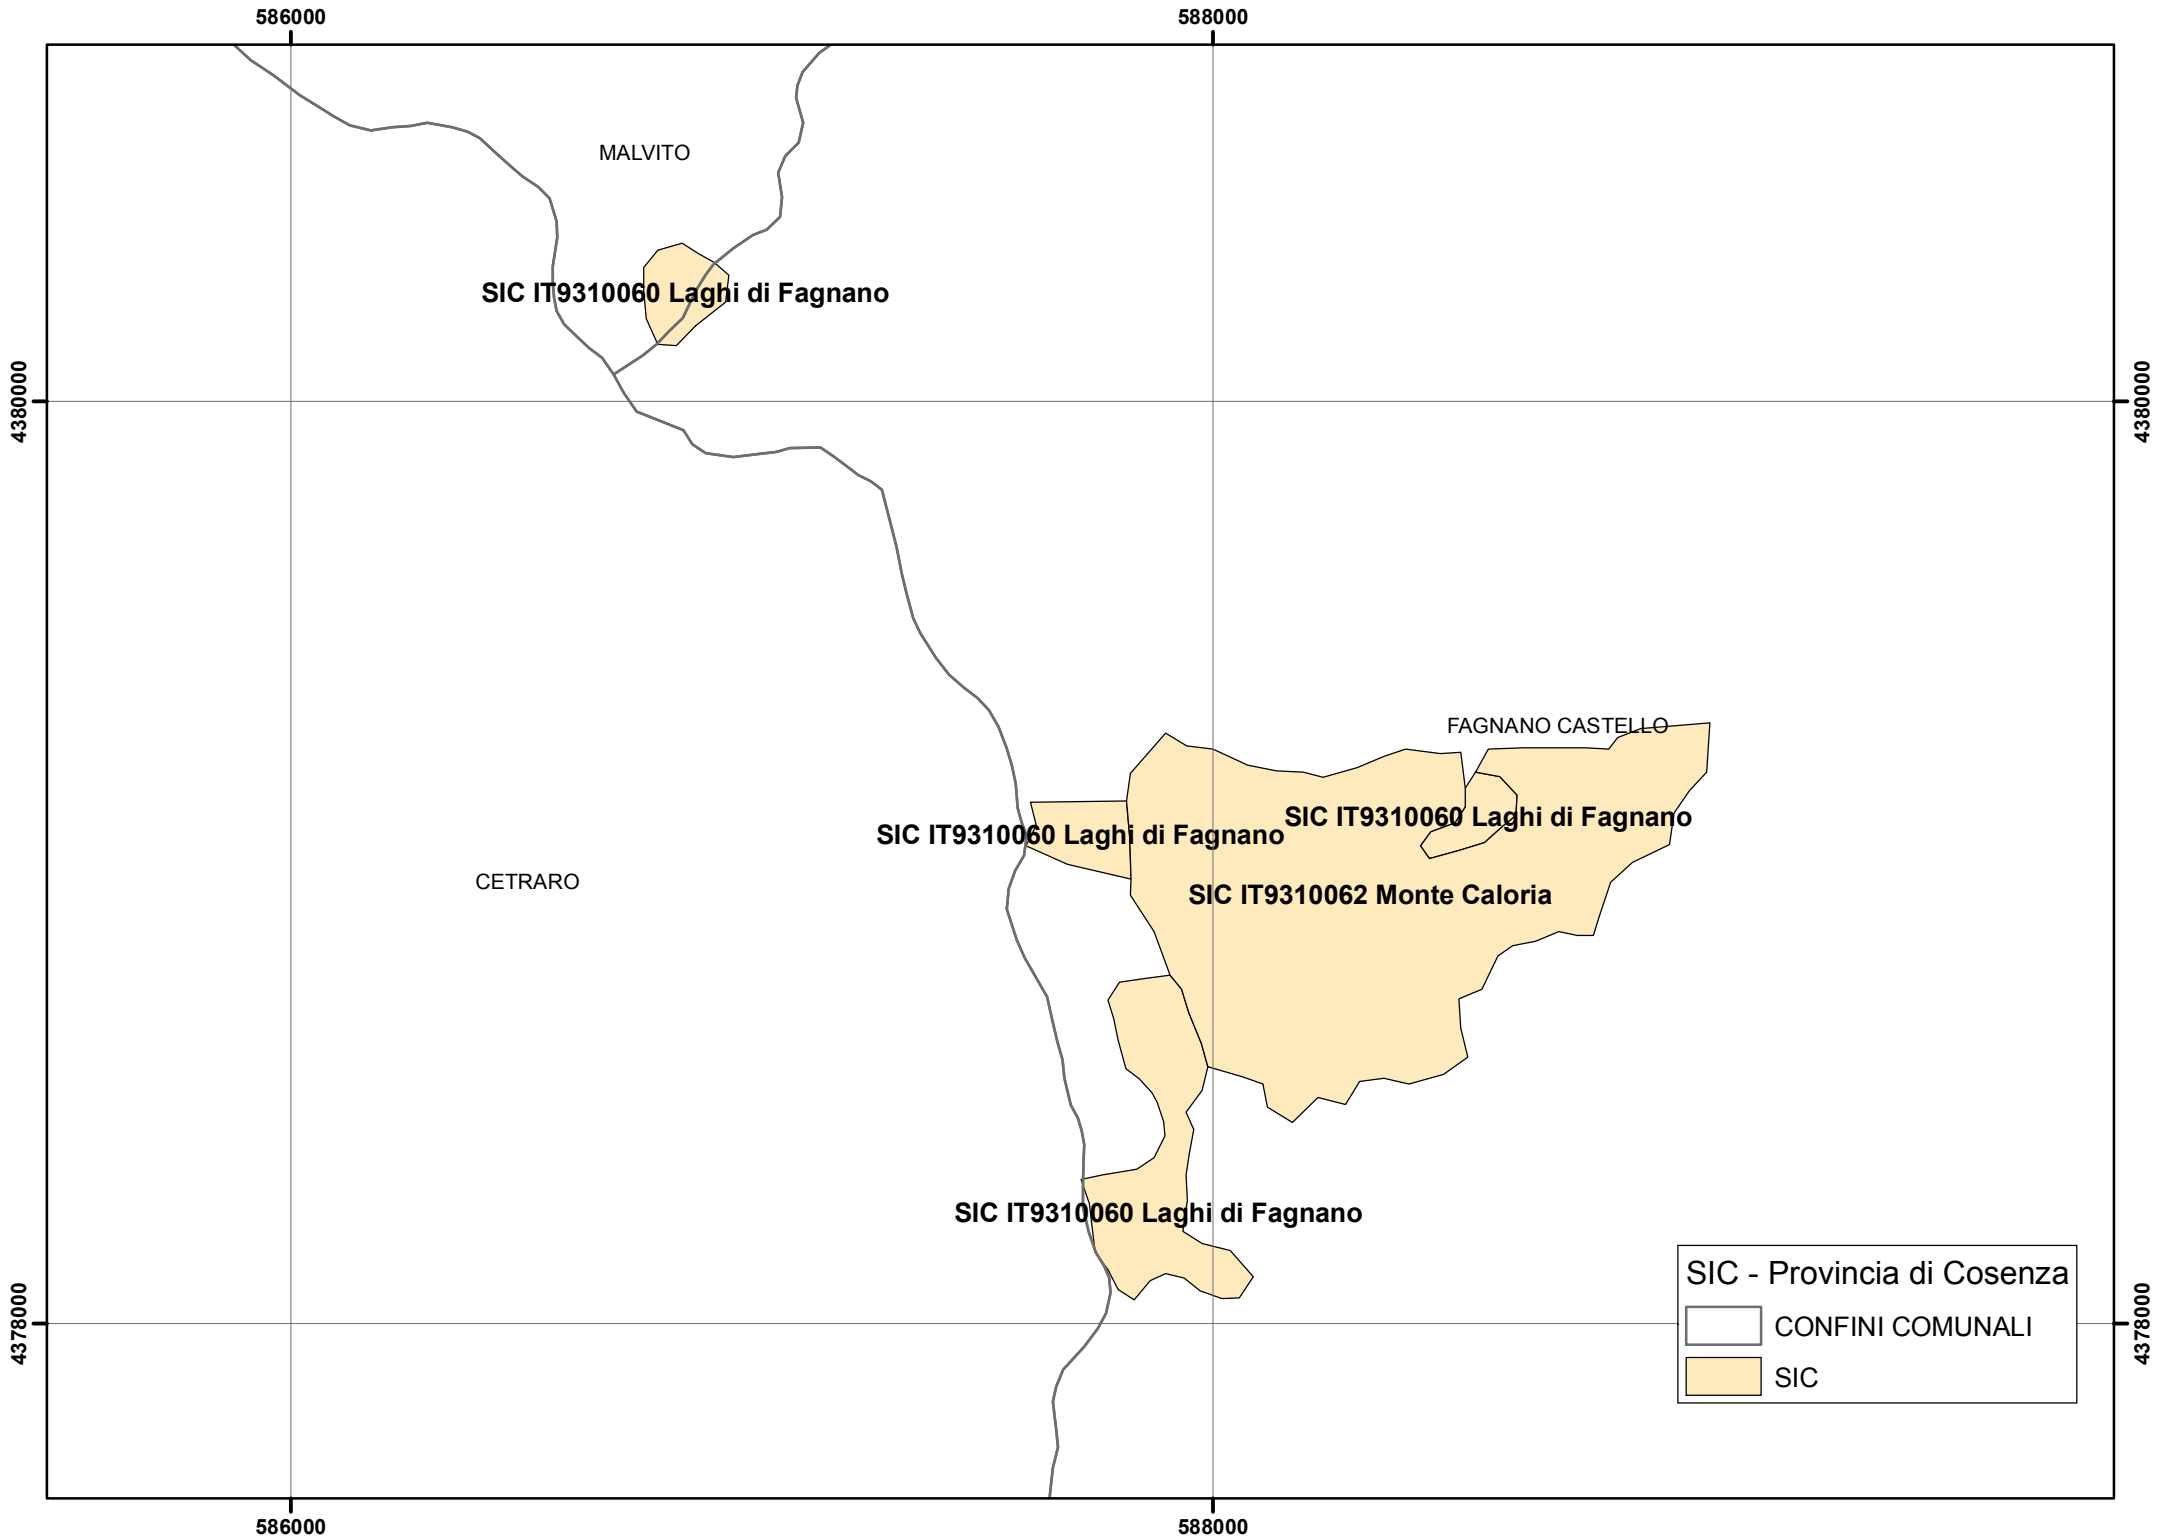 586000
588000
MALVITO
SIC IT9310060 Laghi di Fagnano
4380000
4380000
FAGNANO CASTELLO
SIC IT9310060 Laghi di Fagnano
SIC IT9310060 Laghi di Fagnano
CETRARO
SIC IT9310062 Monte Caloria
SIC IT9310060 Laghi di Fagnano
SIC - Provincia di Cosenza
CONFINI COMUNALI
SIC
4378000
4378000
586000
588000